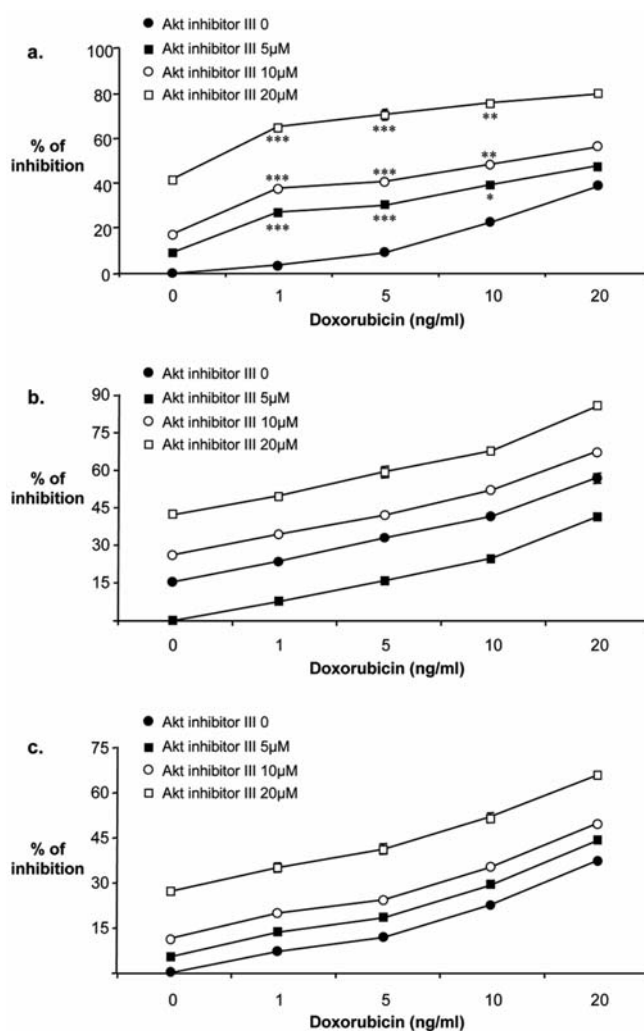 a.
Akt inhibitor III 0
Akt inhibitor III 5µM
Akt inhibitor III 10µM
Akt inhibitor III 20µM
100
80
60
40
20
0
% of
inhibition
***
***
**
***
***
**
***
***
*
0 1 5 10 20
Doxorubicin (ng/ml)
b.
Akt inhibitor III 0
Akt inhibitor III 5µM
Akt inhibitor III 10µM
Akt inhibitor III 20µM
90
75
60
45
30
15
% of
inhibition
0 1 5 10 20
Doxorubicin (ng/ml)
c.
Akt inhibitor III 0
Akt inhibitor III 5µM
Akt inhibitor III 10µM
Akt inhibitor III 20µM
75
60
45
30
15
% of
inhibition
0 1 5 10 20
Doxorubicin (ng/ml)